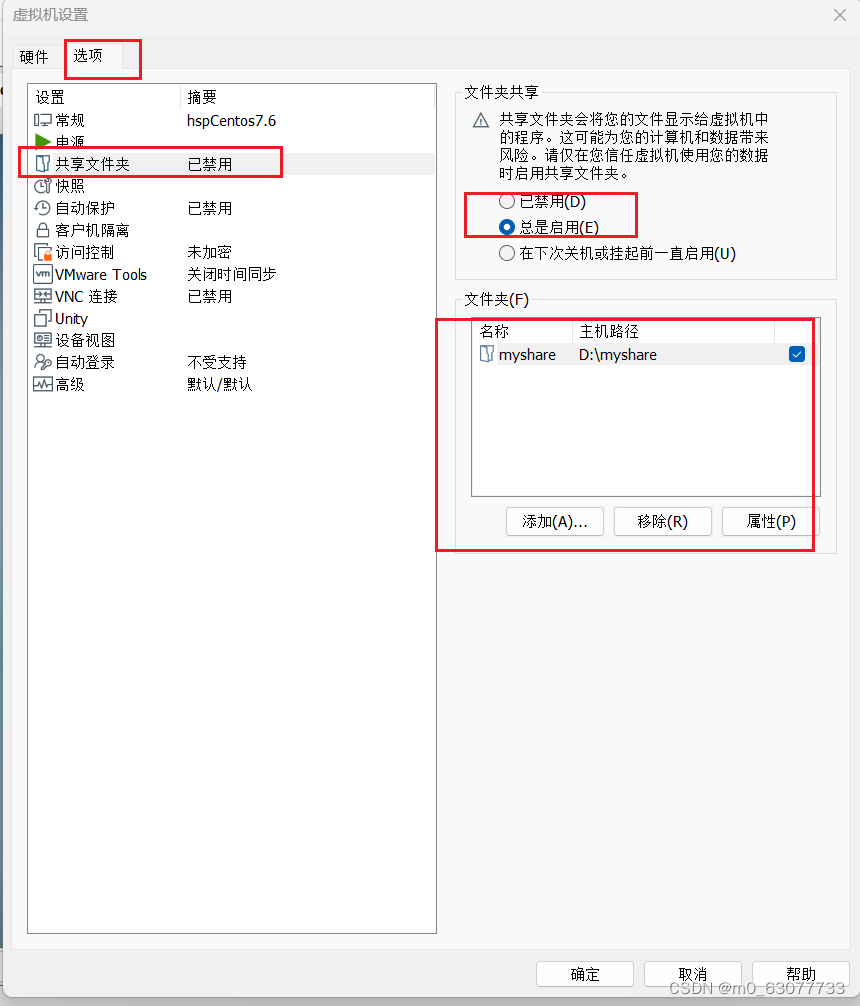 虚拟机设置
硬件 选项
设置 摘要
常规 hspCentos7.6
电源
共享文件夹 已禁用
快照
自动保护 已禁用
客户机隔离
访问控制 未加密
VMware Tools 关闭时间同步
VNC 连接 已禁用
Unity
设备视图
自动登录 不受支持
高级 默认/默认
文件夹共享
共享文件夹会将您的文件显示给虚拟机中
的程序。这可能为您的计算机和数据带来
风险。请仅在您信任虚拟机使用您的数据
时启用共享文件夹。
已禁用(D)
总是启用(E)
在下次关机或挂起前一直启用(U)
文件夹(F)
名称 主机路径
myshare D:\myshare
添加(A)... 移除(R) 属性(P)
确定 取消 帮助
CSDN @m0_63077733